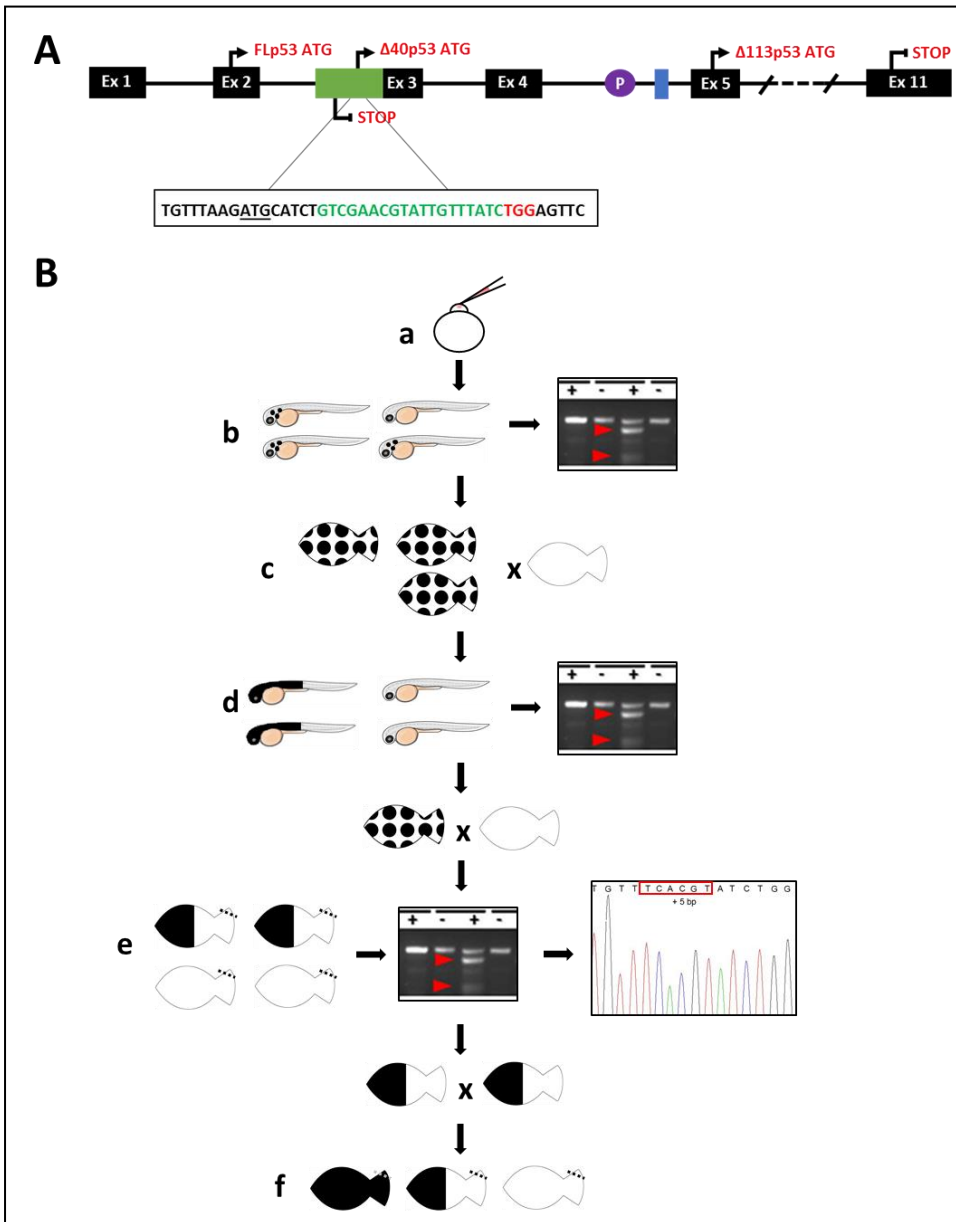 A
FLp53 ATG
Δ40p53 ATG
Δ113p53 ATG
STOP
Ex 1
Ex 2
Ex 3
Ex 4
P
Ex 5
Ex 11
STOP
TGTTTAAGATGCATCTGTCGAACGTATTGTTTATCTGGAGTTC
B
a
b
+ - + -
c
x
d
+ - + -
x
e
+ - + -
T G T T T C A C G T A T C T G G
+ 5 bp
x
f